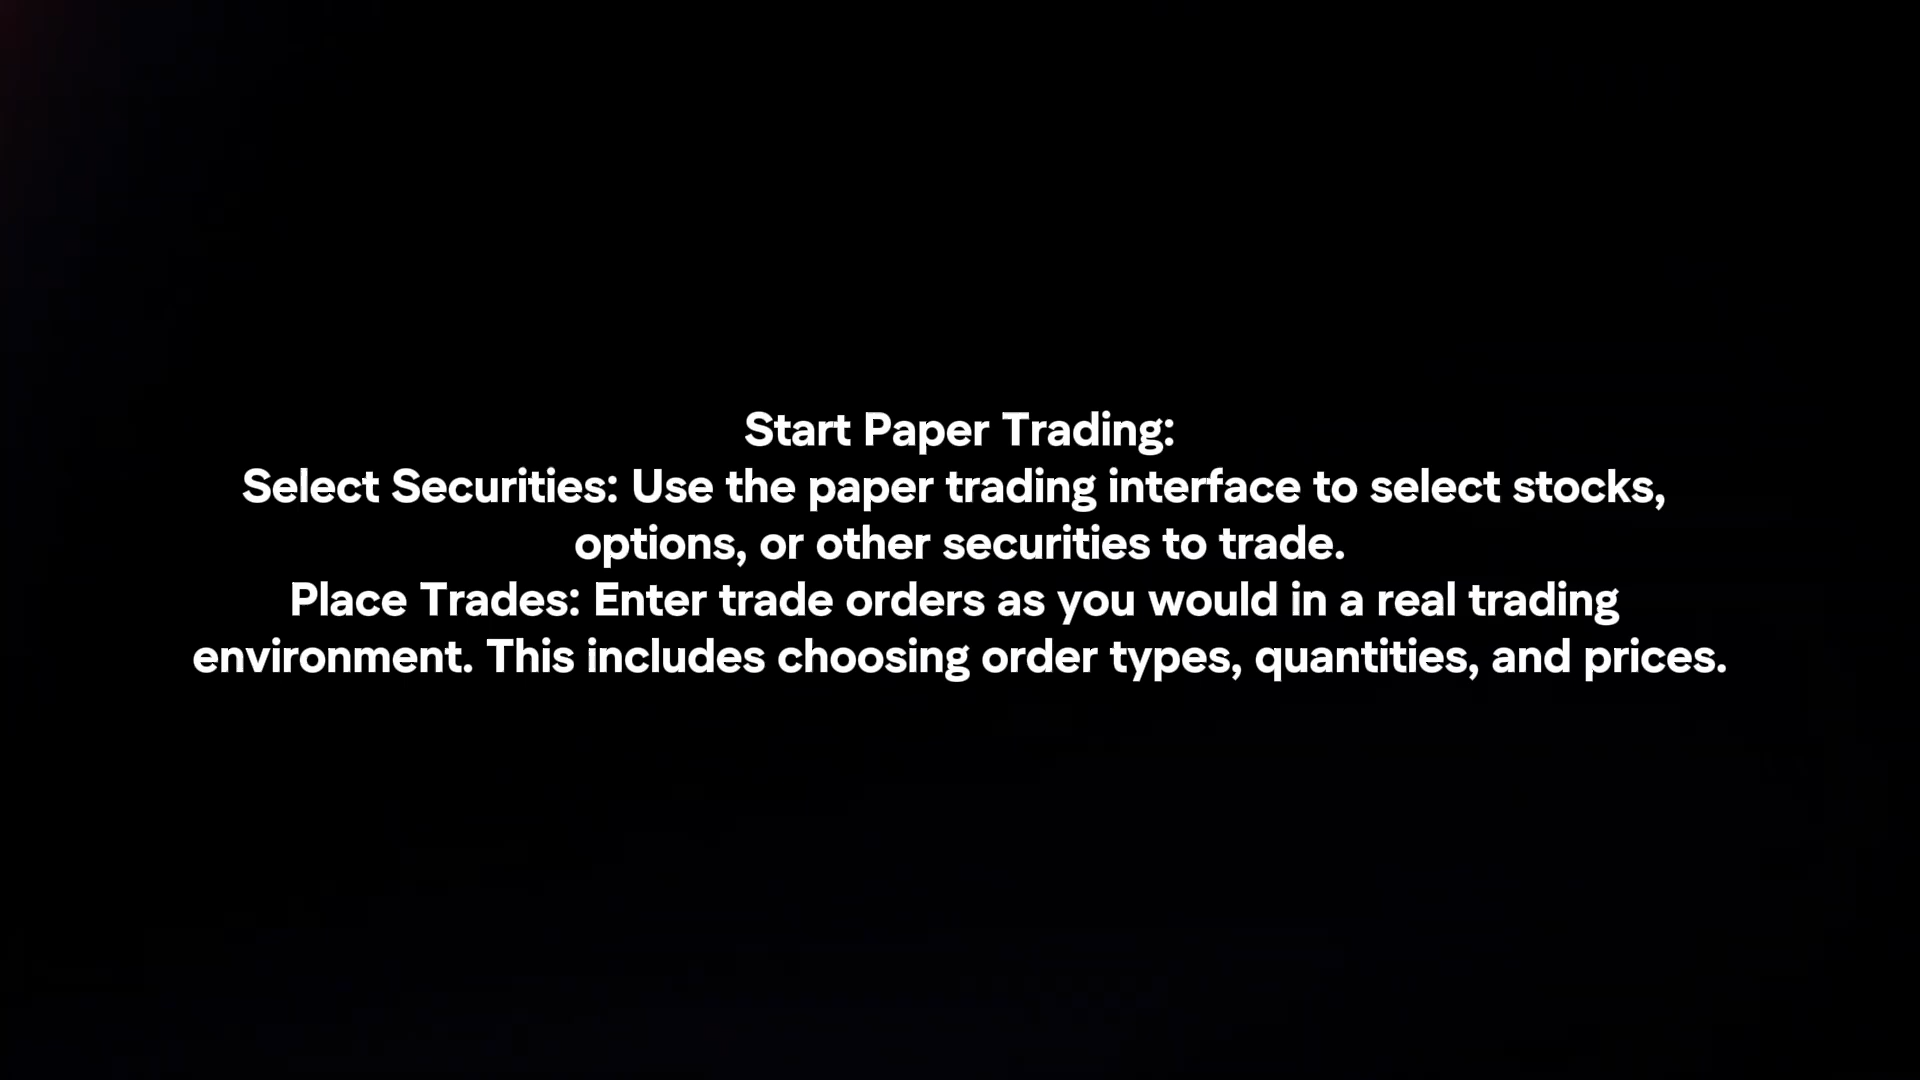 Start Paper Trading:
Select Securities: Use the paper trading interface to select stocks,
options, or other securities to trade.
Place Trades: Enter trade orders as you would in a real trading
environment. This includes choosing order types, quantities, and prices.